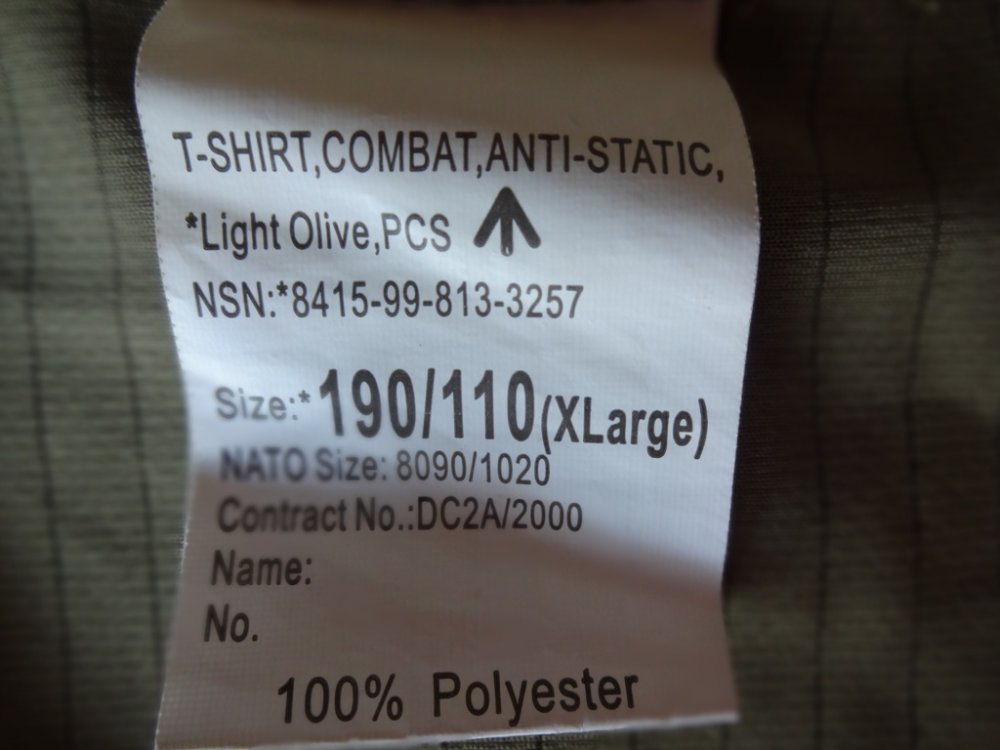 T-SHIRT,COMBAT,ANTI-STATIC,
*Light Olive,PCS
NSN:*8415-99-813-3257
Size:*190/110(XLarge)
NATO Size: 8090/1020
Contract No.:DC2A/2000
Name:
No.
100% Polyester